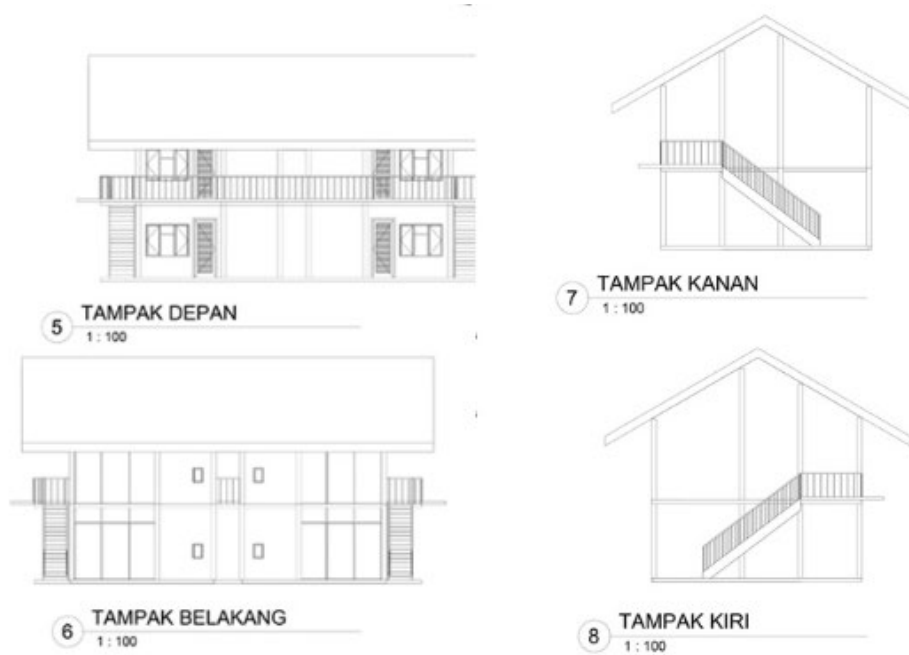 5 TAMPAK DEPAN
1 : 100
7 TAMPAK KANAN
1 : 100
6 TAMPAK BELAKANG
1 : 100
8 TAMPAK KIRI
1 : 100